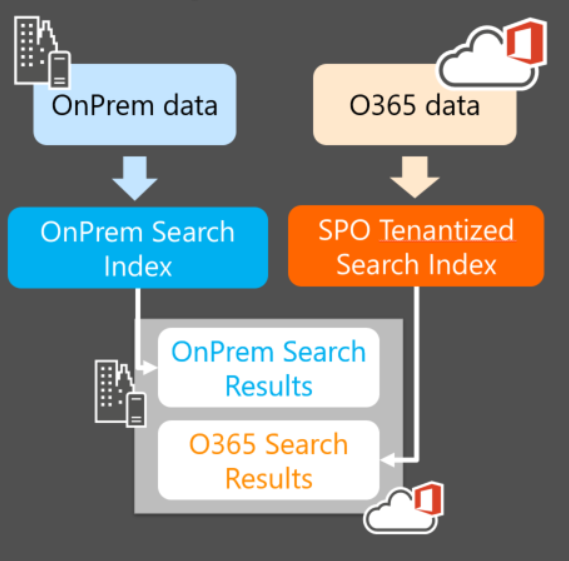 OnPrem data
O365 data
OnPrem Search
Index
SPO Tenantized
Search Index
OnPrem Search
Results
O365 Search
Results